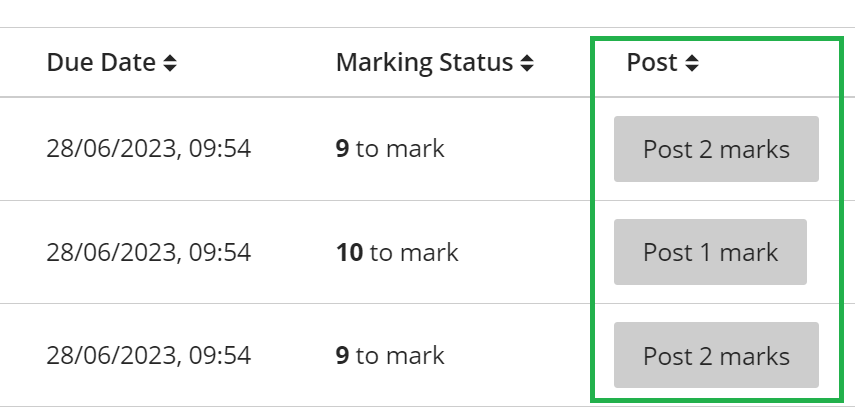 Due Date Marking Status Post
28/06/2023, 09:54 9 to mark Post 2 marks
28/06/2023, 09:54 10 to mark Post 1 mark
28/06/2023, 09:54 9 to mark Post 2 marks